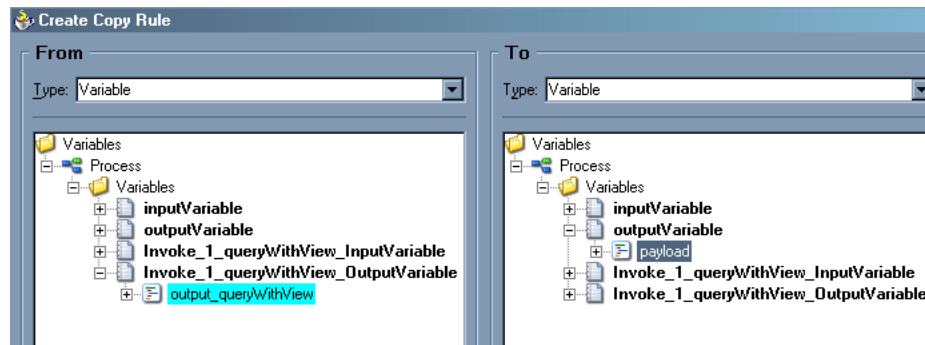 Create Copy Rule
From
Type: Variable
Variables
Process
Variables
inputVariable
outputVariable
Invoke_1_queryWithView_InputVariable
Invoke_1_queryWithView_OutputVariable
output_queryWithView
To
Type: Variable
Variables
Process
Variables
inputVariable
outputVariable
payload
Invoke_1_queryWithView_InputVariable
Invoke_1_queryWithView_OutputVariable